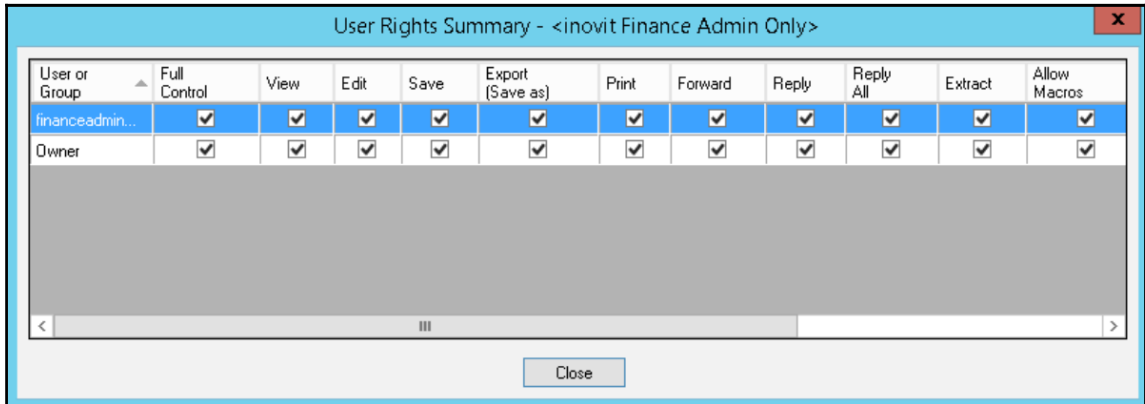 User Rights Summary - <inovit Finance Admin Only>
x
User or Group Full Control View Edit Save Export (Save as) Print Forward Reply Reply All Extract Allow Macros
financeadmin...
Owner
Close